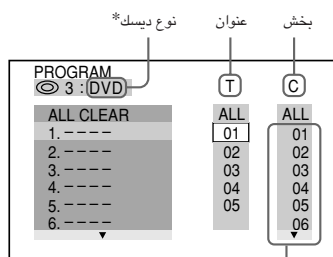 نوع ديسك* عنوان بخش
PROGRAM
3 : DVD T C
ALL CLEAR ALL ALL
1. – – – – 01 01
2. – – – – 02 02
3. – – – – 03 03
4. – – – – 04 04
5. – – – – 05 05
6. – – – – 06